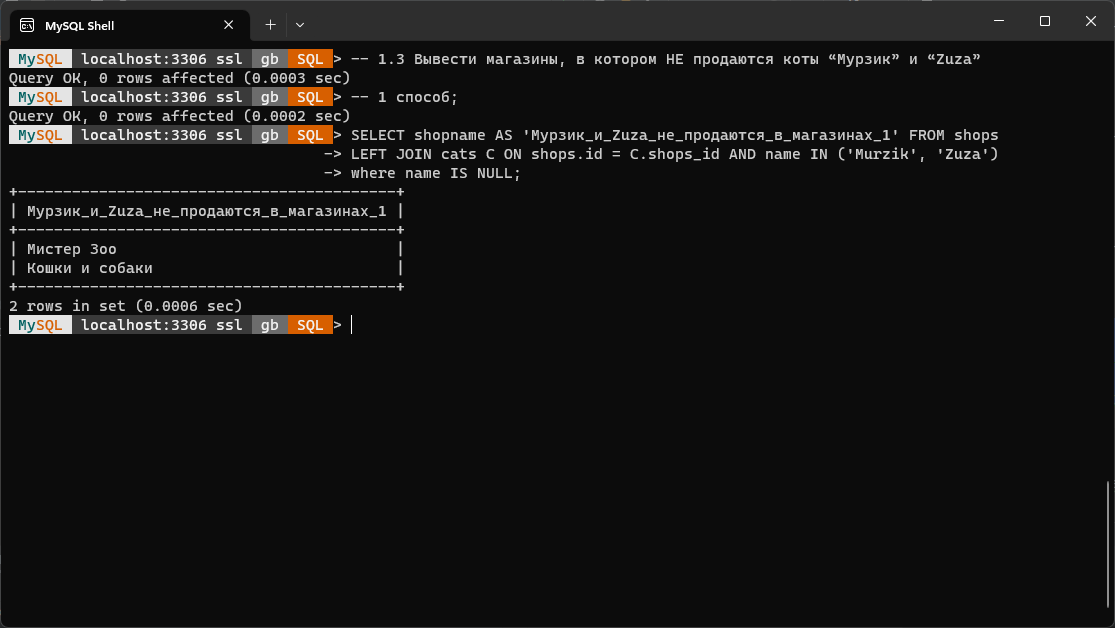 MySQL Shell
MySQL localhost:3306 ssl gb SQL > -- 1.3 Вывести магазины, в котором НЕ продаются коты “Мурзик” и “Zuza”
Query OK, 0 rows affected (0.0003 sec)
MySQL localhost:3306 ssl gb SQL > -- 1 способ;
Query OK, 0 rows affected (0.0002 sec)
MySQL localhost:3306 ssl gb SQL > SELECT shopname AS 'Мурзик_и_Zuza_не_продаются_в_магазинах_1' FROM shops
-> LEFT JOIN cats C ON shops.id = C.shops_id AND name IN ('Murzik', 'Zuza')
-> where name IS NULL;
+------------------------------------------+
| Мурзик_и_Zuza_не_продаются_в_магазинах_1 |
+------------------------------------------+
| Мистер Зоо |
| Кошки и собаки |
+------------------------------------------+
2 rows in set (0.0006 sec)
MySQL localhost:3306 ssl gb SQL >